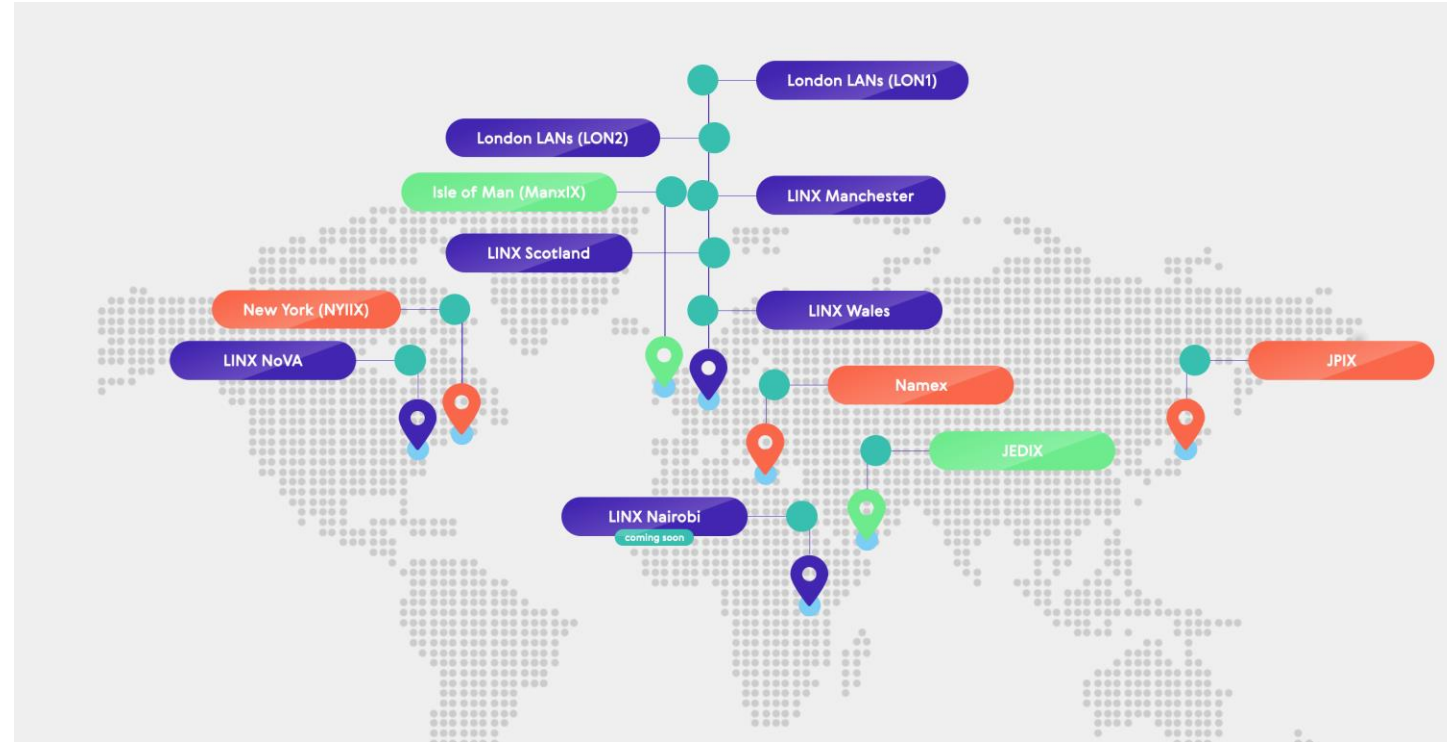 London LANs (LON1)
London LANs (LON2)
Isle of Man (ManxIX)
LINX Manchester
LINX Scotland
New York (NYIIX)
LINX Wales
LINX NoVA
JPIX
Namex
JEDIX
LINX Nairobi
coming soon